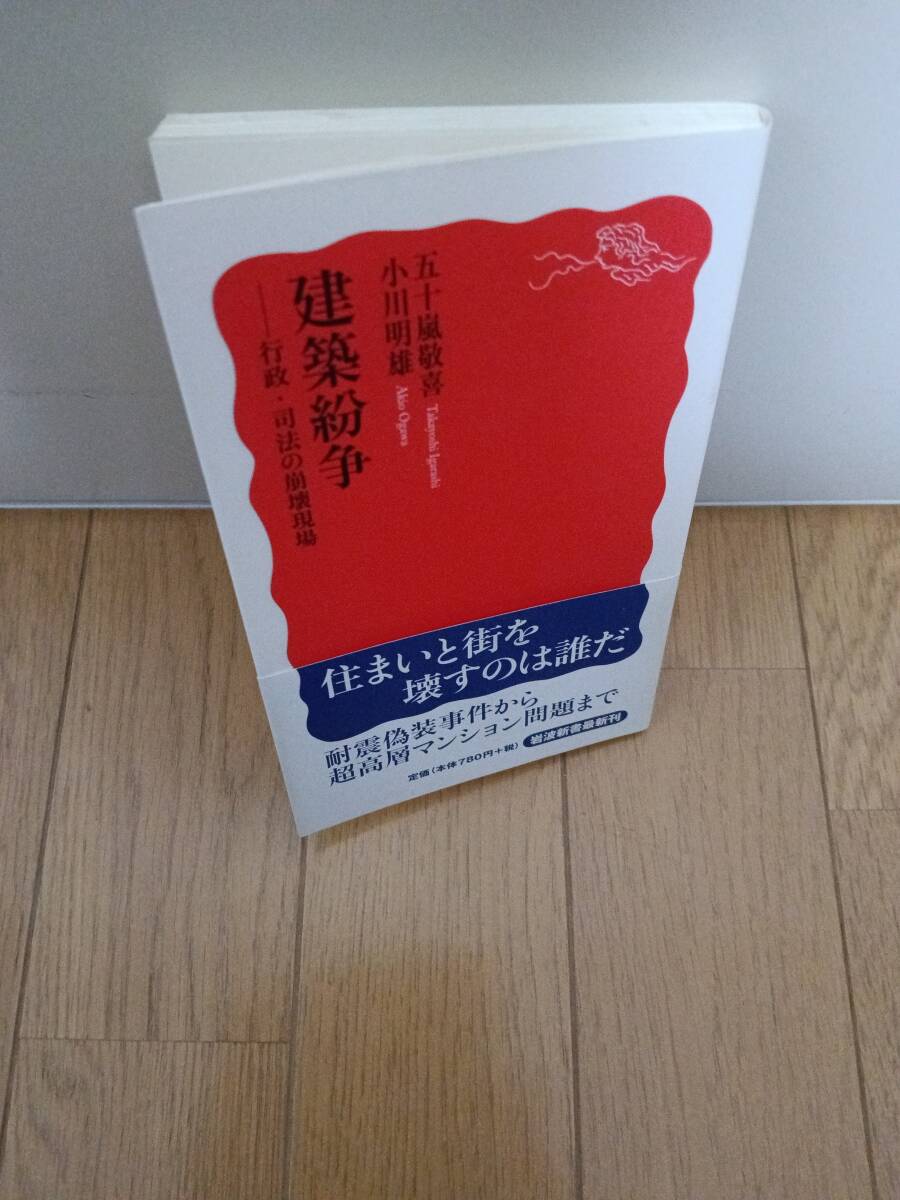 五十嵐敬喜 Takayoshi Igarashi
小川明雄 Akio Ogawa
建築紛争
──行政・司法の崩壊現場
住まいと街を
壊すのは誰だ
耐震偽装事件から
超高層マンション問題まで
定価(本体780円+税) 岩波新書最新刊